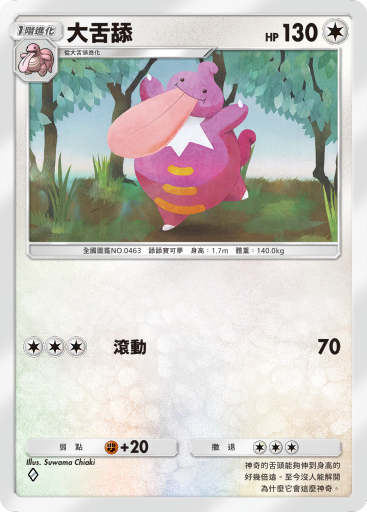 1階進化
大舌舔
HP 130
從大舌頭進化
全國圖鑑NO.0463 舔舔寶可夢 身高:1.7m 體重:140.0kg
滾動 70
弱點 +20 撤退
Illus. Suwama Chiaki
神奇的舌頭能夠伸到身高的
好幾倍遠。至今沒人能解開
為什麼它會這麼神奇。